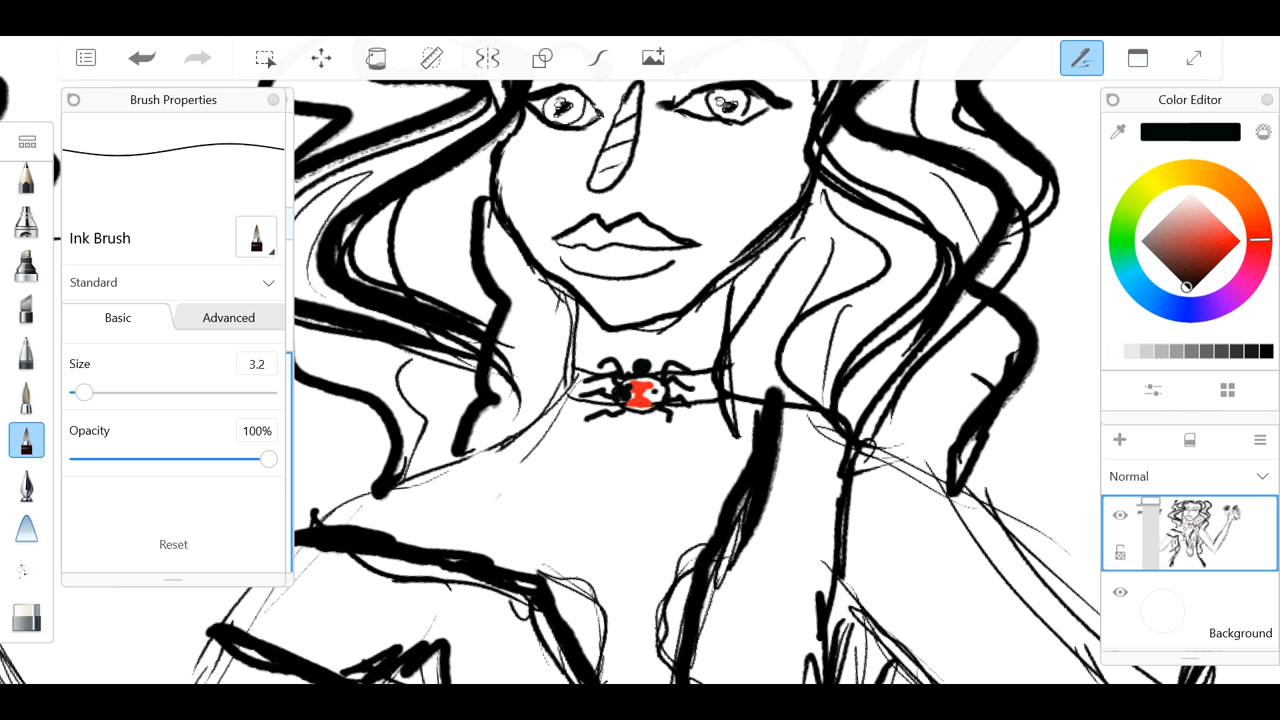 Brush Properties
Color Editor
Ink Brush
Standard
Basic
Advanced
Size
3.2
Opacity
100%
Reset
Normal
Background